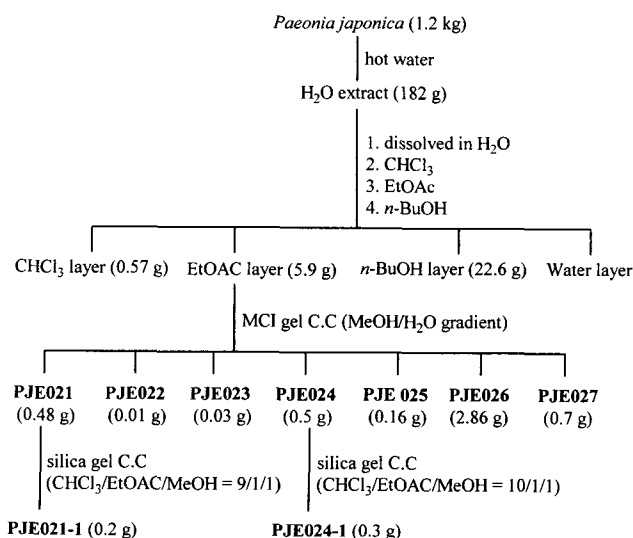 Paeonia japonica (1.2 kg)
hot water
H₂O extract (182 g)
1. dissolved in H₂O
2. CHCl₃
3. EtOAc
4. n-BuOH
CHCl₃ layer (0.57 g) EtOAC layer (5.9 g) n-BuOH layer (22.6 g) Water layer
MCI gel C.C (MeOH/H₂O gradient)
PJE021 PJE022 PJE023 PJE024 PJE 025 PJE026 PJE027
(0.48 g) (0.01 g) (0.03 g) (0.5 g) (0.16 g) (2.86 g) (0.7 g)
silica gel C.C silica gel C.C
(CHCl₃/EtOAC/MeOH = 9/1/1) (CHCl₃/EtOAC/MeOH = 10/1/1)
PJE021-1 (0.2 g) PJE024-1 (0.3 g)